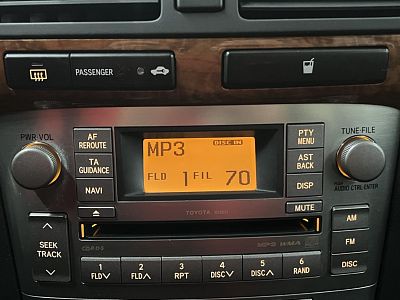 PASSENGER
PWR·VOL
TUNE·FILE
AF
REROUTE
TA
GUIDANCE
NAVI
MP3
DISC IN
FLD 1 FIL 70
PTY
MENU
AST
BACK
DISP
MUTE
AUDIO CTRL·ENTER
TOYOTA
SEEK
TRACK
MP3 WMA
AM
FM
DISC
1
FLD
2
FLD
3
RPT
4
DISC
5
DISC
6
RAND